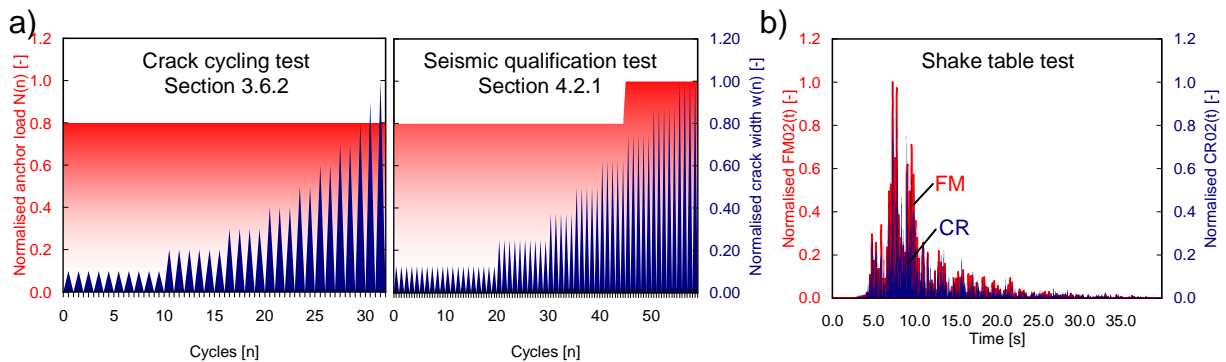 a)
Normalised anchor load N(n) [-]
1.2
1.0
0.8
0.6
0.4
0.2
0.0
Crack cycling test
Section 3.6.2
0 5 10 15 20 25 30
Cycles [n]
Seismic qualification test
Section 4.2.1
0 10 20 30 40 50
Cycles [n]
1.20
1.00
0.80
0.60
0.40
0.20
0.00
Normalised crack width w(n) [-]
b)
Normalised FM02(t) [-]
1.2
1.0
0.8
0.6
0.4
0.2
0.0
Shake table test
FM
CR
0.0 5.0 10.0 15.0 20.0 25.0 30.0 35.0
Time [s]
1.20
1.0
0.8
0.6
0.4
0.2
0.0
Normalised CR02(t) [-]